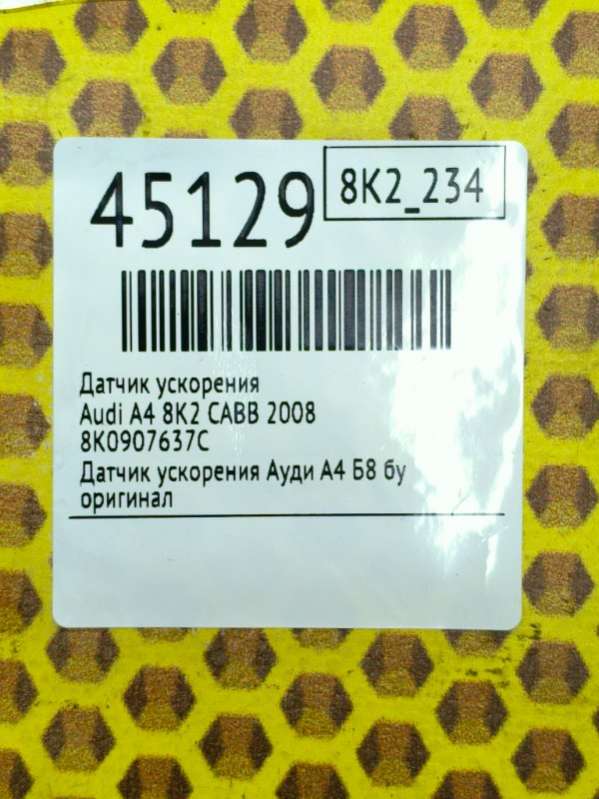 45129
8K2_234
Датчик ускорения
Audi A4 8K2 CABB 2008
8K0907637C
Датчик ускорения Ауди А4 Б8 бу
оригинал